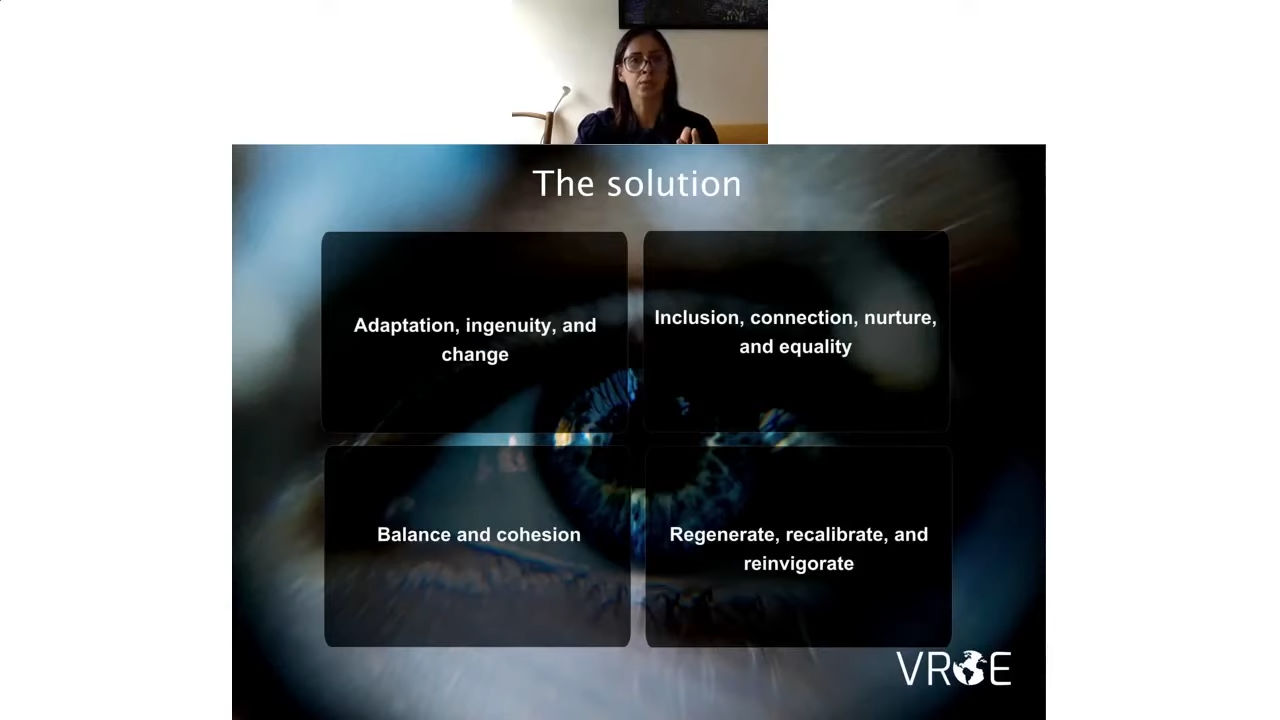 The solution
Adaptation, ingenuity, and
change
Inclusion, connection, nurture,
and equality
Balance and cohesion
Regenerate, recalibrate, and
reinvigorate
VROE